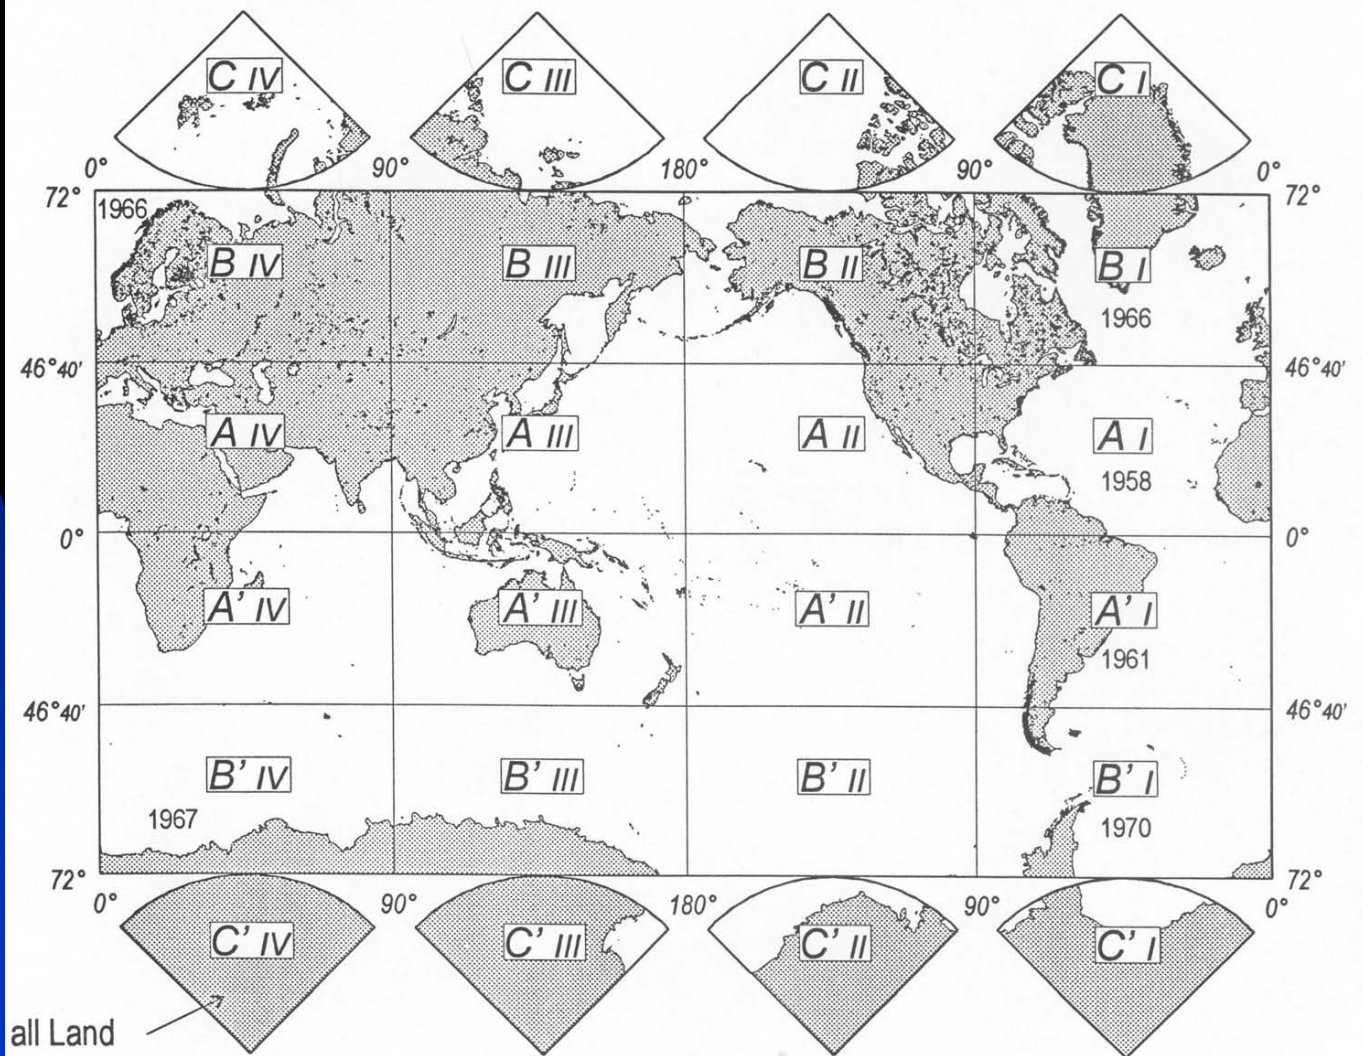 C IV C III C II C I
0° 90° 180° 90° 0°
72° 72°
1966
B IV B III B II B I
1966
46°40' 46°40'
A IV A III A II A I
1958
0° 0°
A' IV A' III A' II A' I
1961
46°40' 46°40'
B' IV B' III B' II B' I
1967 1970
72° 72°
0° 90° 180° 90° 0°
C' IV C' III C' II C' I
all Land